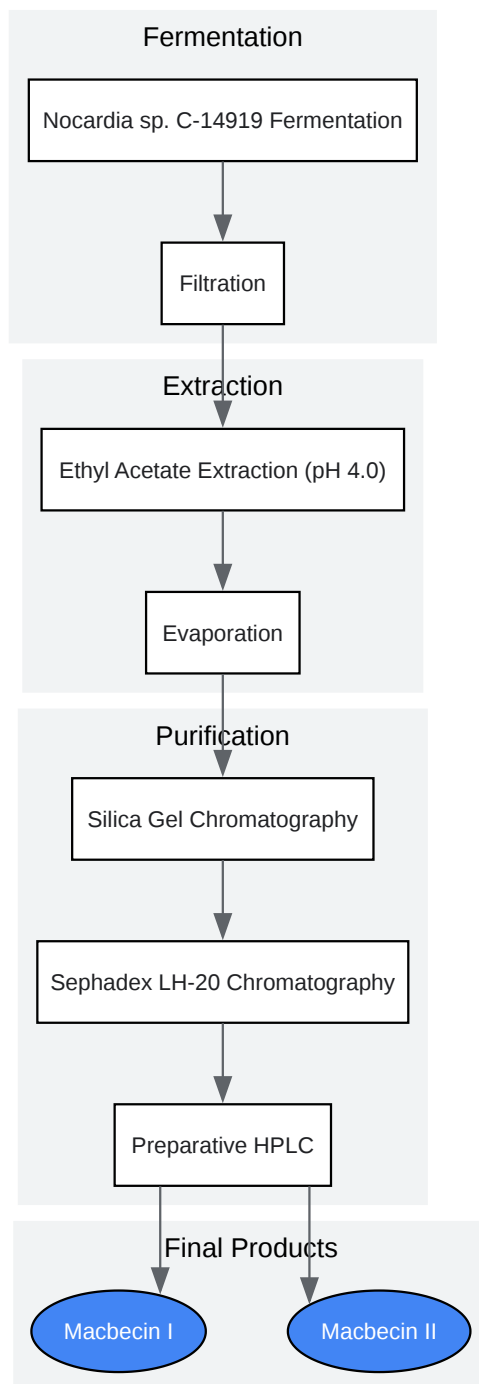 Fermentation
Nocardia sp. C-14919 Fermentation
Filtration
Extraction
Ethyl Acetate Extraction (pH 4.0)
Evaporation
Purification
Silica Gel Chromatography
Sephadex LH-20 Chromatography
Preparative HPLC
Final Products
Macbecin I
Macbecin II